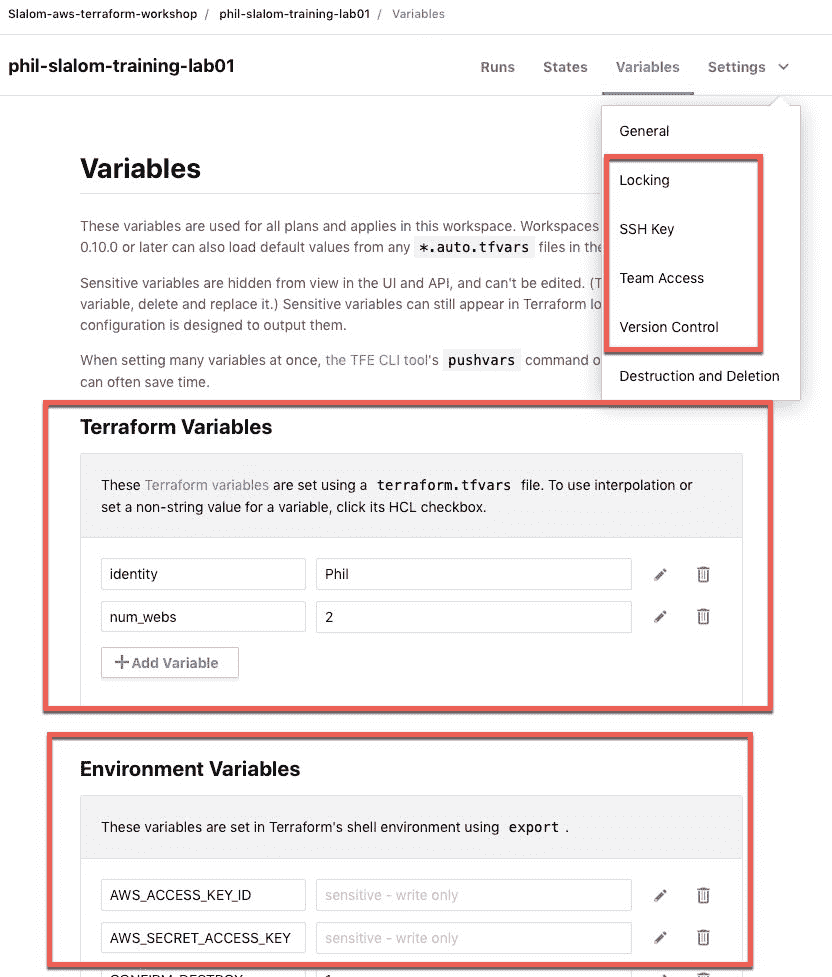 Slalom-aws-terraform-workshop / phil-slalom-training-lab01 / Variables
phil-slalom-training-lab01
Runs States Variables Settings
General
Locking
SSH Key
Team Access
Version Control
Destruction and Deletion
Variables
These variables are used for all plans and applies in this workspace. Workspaces
0.10.0 or later can also load default values from any *.auto.tfvars files in the
Sensitive variables are hidden from view in the UI and API, and can't be edited. (T
variable, delete and replace it.) Sensitive variables can still appear in Terraform lo
configuration is designed to output them.
When setting many variables at once, the TFE CLI tool's pushvars command o
can often save time.
Terraform Variables
These Terraform variables are set using a terraform.tfvars file. To use interpolation or
set a non-string value for a variable, click its HCL checkbox.
identity Phil
num_webs 2
+Add Variable
Environment Variables
These variables are set in Terraform's shell environment using export .
AWS_ACCESS_KEY_ID sensitive - write only
AWS_SECRET_ACCESS_KEY sensitive - write only